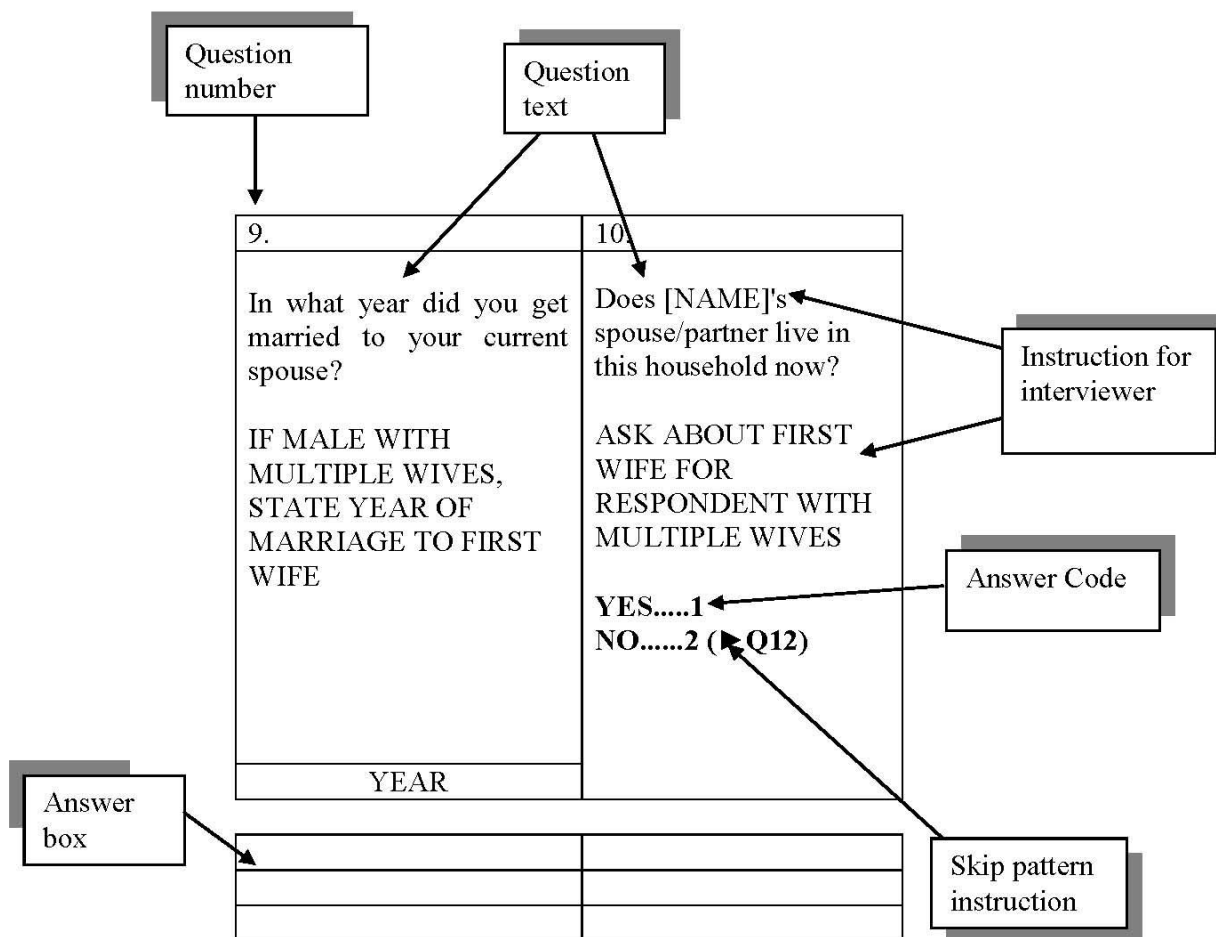 Question
number
Question
text
9.
In what year did you get
married to your current
spouse?
IF MALE WITH
MULTIPLE WIVES,
STATE YEAR OF
MARRIAGE TO FIRST
WIFE
YEAR
10.
Does [NAME]'s
spouse/partner live in
this household now?
ASK ABOUT FIRST
WIFE FOR
RESPONDENT WITH
MULTIPLE WIVES
YES.....1
NO......2 (▶Q12)
Instruction for
interviewer
Answer Code
Answer
box
Skip pattern
instruction